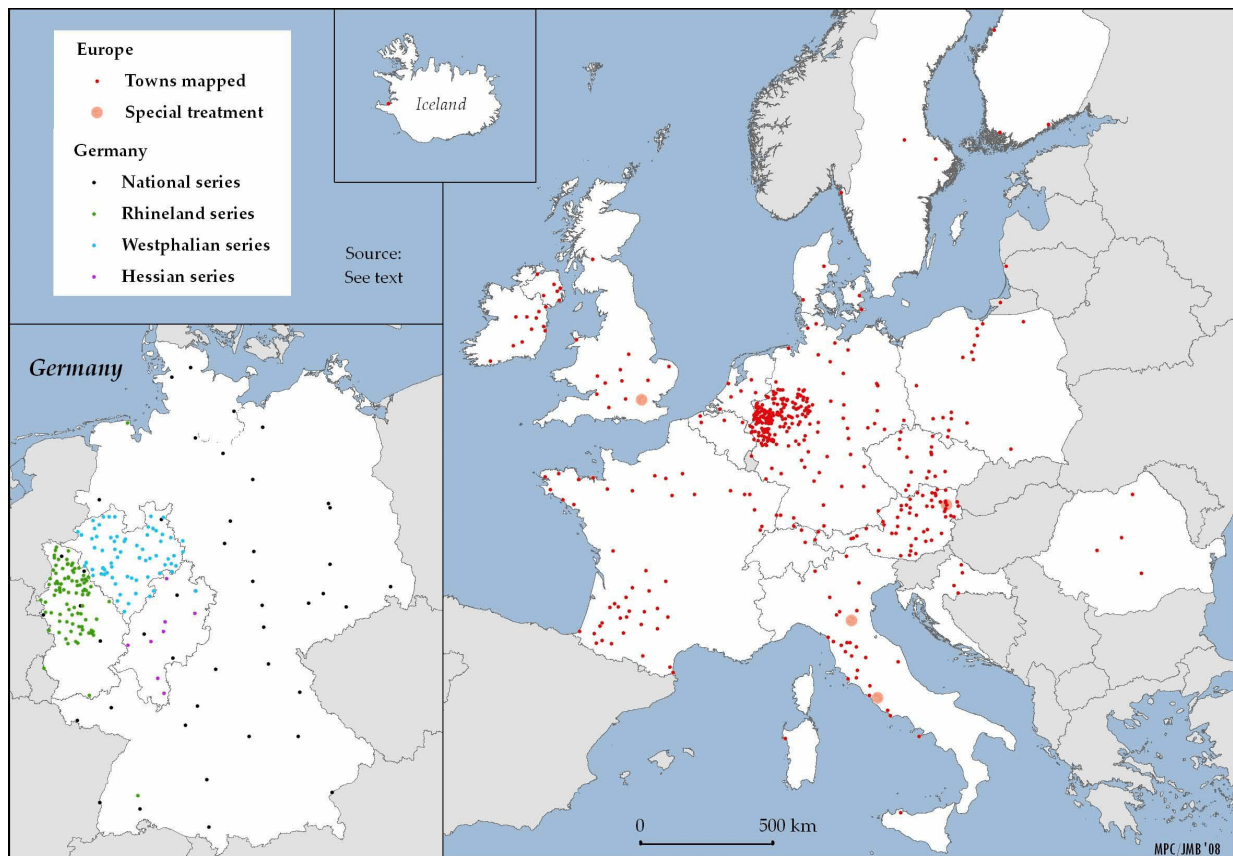 Europe
Towns mapped
Special treatment
Germany
National series
Rhineland series
Westphalian series
Hessian series
Iceland
Source:
See text
Germany
0 500 km
MPC/JMB '08